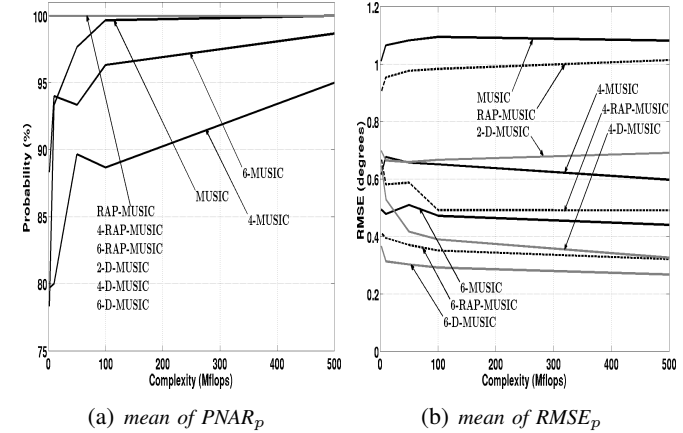 100
95
90
85
80
75
Probability (%)
6-MUSIC
MUSIC
4-MUSIC
RAP-MUSIC
4-RAP-MUSIC
6-RAP-MUSIC
2-D-MUSIC
4-D-MUSIC
6-D-MUSIC
0 100 200 300 400 500
Complexity (Mflops)
(a) mean of PNARp
1.2
1
0.8
0.6
0.4
0.2
0
RMSE (degrees)
MUSIC
RAP-MUSIC
2-D-MUSIC
4-MUSIC
4-RAP-MUSIC
4-D-MUSIC
6-MUSIC
6-RAP-MUSIC
6-D-MUSIC
0 100 200 300 400 500
Complexity (Mflops)
(b) mean of RMSEp